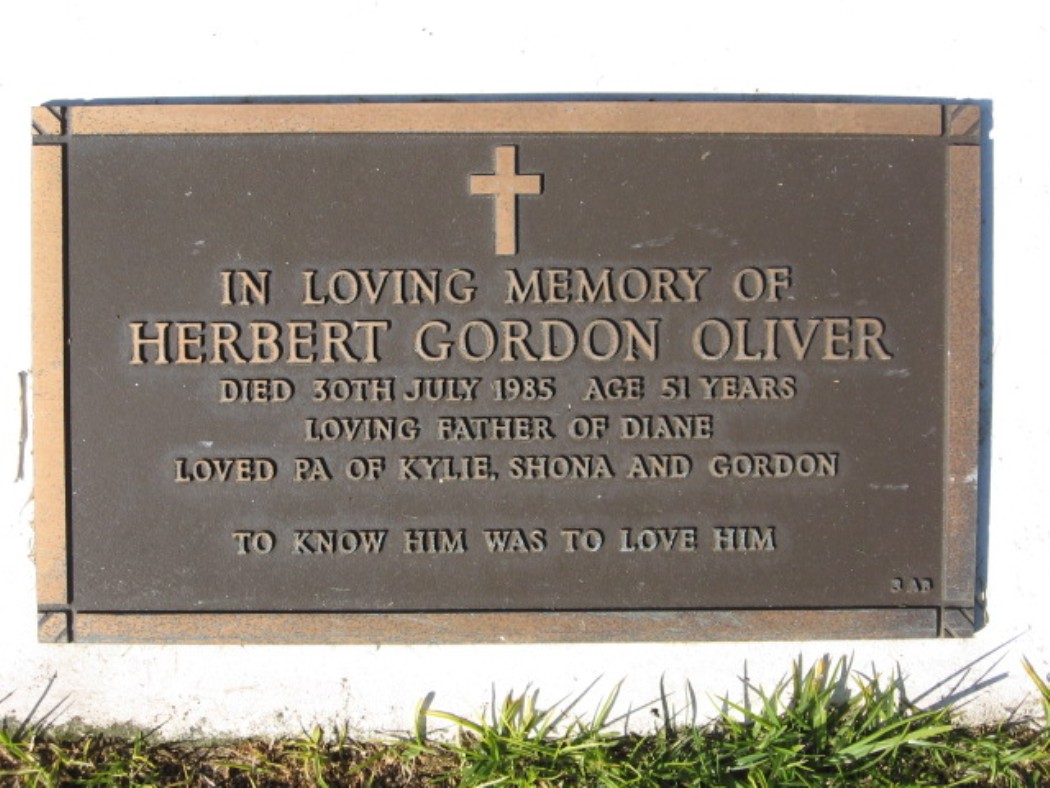 IN LOVING MEMORY OF
HERBERT GORDON OLIVER
DIED 30TH JULY 1985 AGE 51 YEARS
LOVING FATHER OF DIANE
LOVED PA OF KYLIE, SHONA AND GORDON
TO KNOW HIM WAS TO LOVE HIM